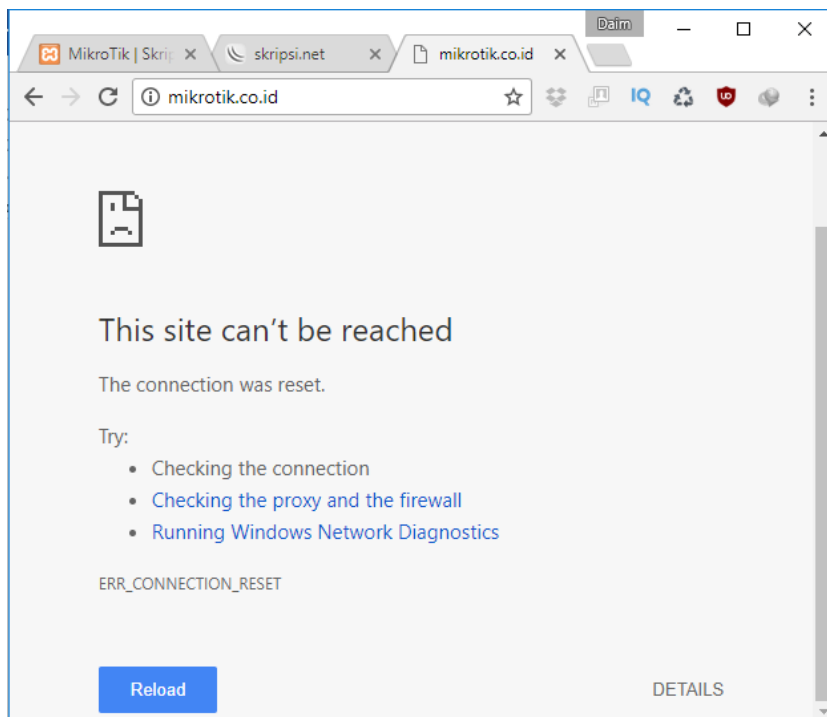 Daim
MikroTik | Skrip
skripsi.net
mikrotik.co.id
mikrotik.co.id
IQ
This site can't be reached
The connection was reset.
Try:
• Checking the connection
• Checking the proxy and the firewall
• Running Windows Network Diagnostics
ERR_CONNECTION_RESET
Reload
DETAILS